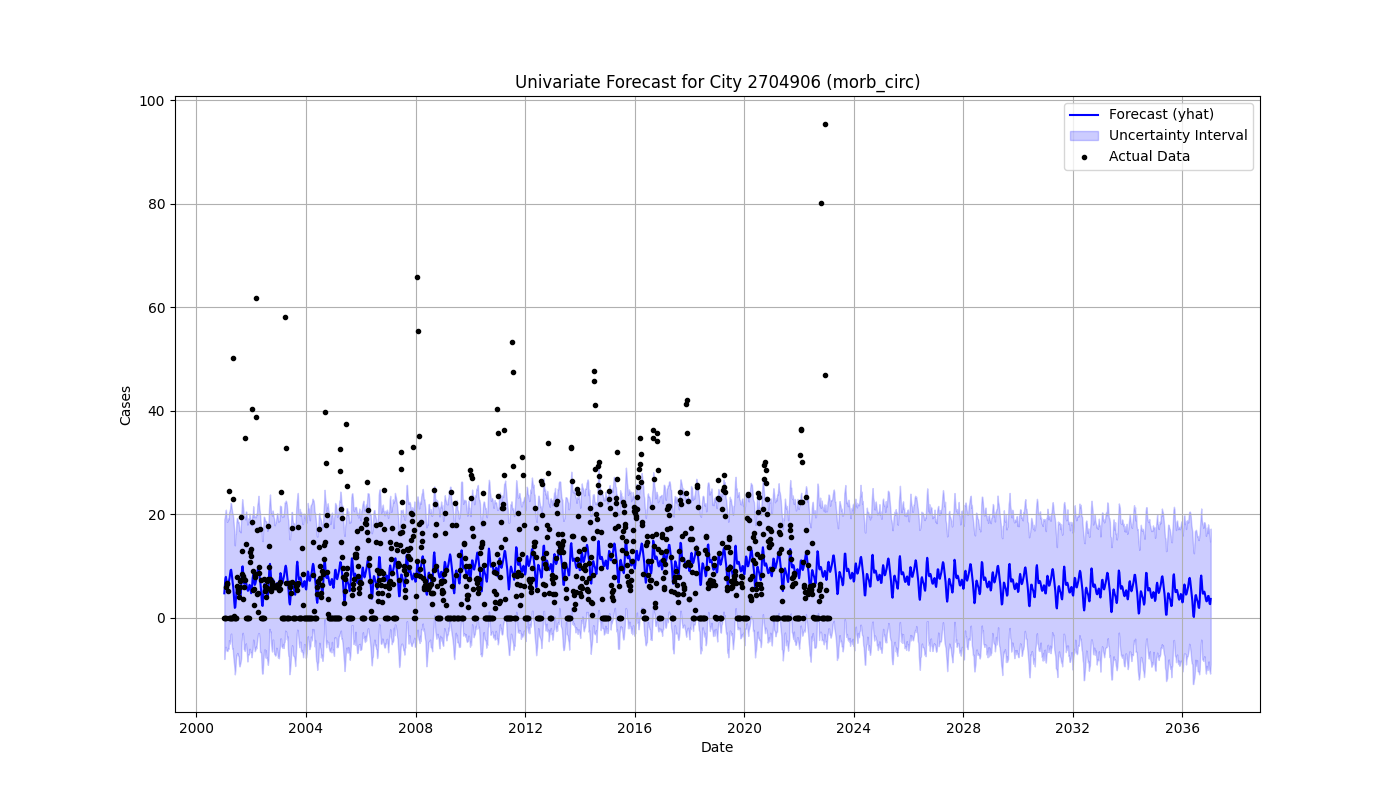 Univariate Forecast for City 2704906 (morb_circ)
Forecast (yhat)
Uncertainty Interval
Actual Data
Cases
100
80
60
40
20
0
2000 2004 2008 2012 2016 2020 2024 2028 2032 2036
Date